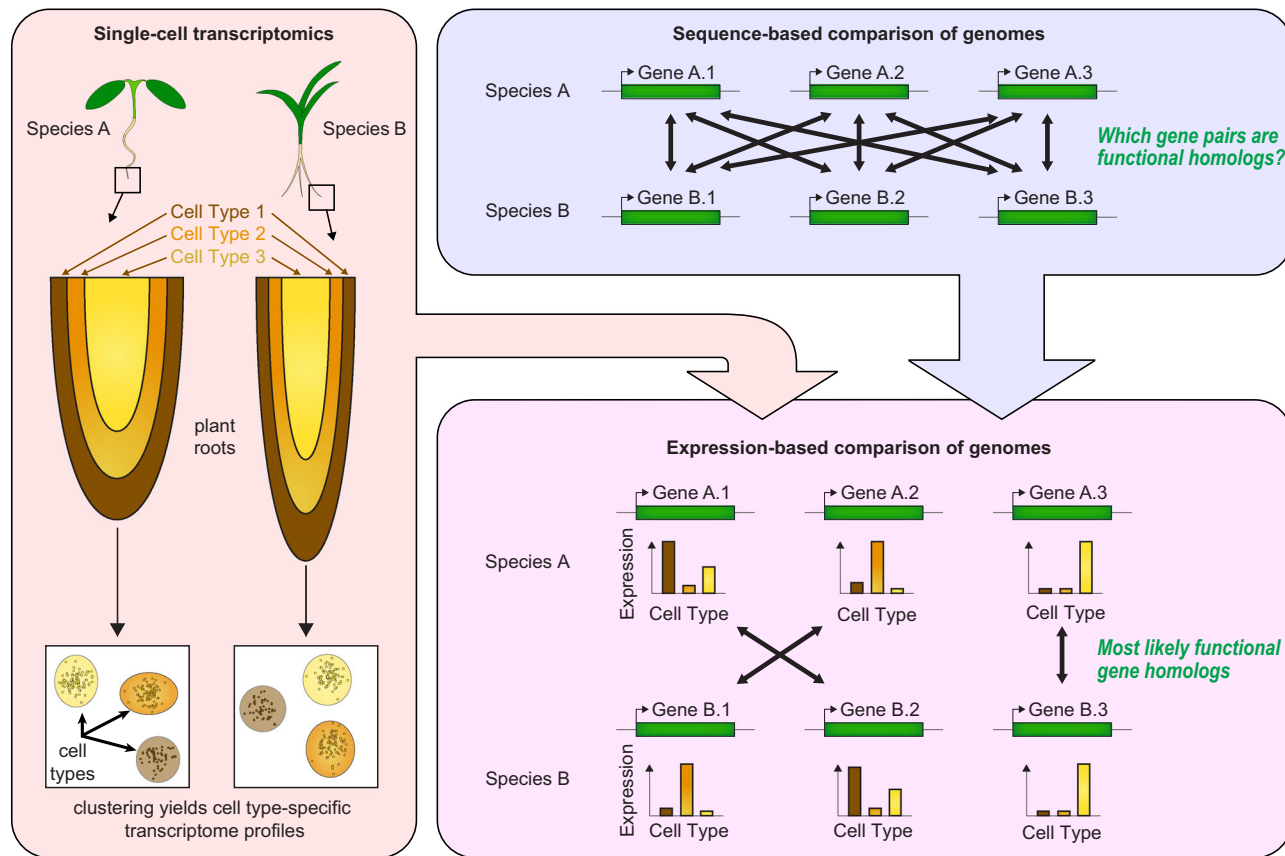 Single-cell transcriptomics
Species A
Species B
Cell Type 1
Cell Type 2
Cell Type 3
plant
roots
cell
types
clustering yields cell type-specific
transcriptome profiles
Sequence-based comparison of genomes
Species A
Gene A.1
Gene A.2
Gene A.3
Which gene pairs are
functional homologs?
Species B
Gene B.1
Gene B.2
Gene B.3
Expression-based comparison of genomes
Gene A.1
Gene A.2
Gene A.3
Species A
Expression
Cell Type
Cell Type
Cell Type
Most likely functional
gene homologs
Gene B.1
Gene B.2
Gene B.3
Species B
Expression
Cell Type
Cell Type
Cell Type